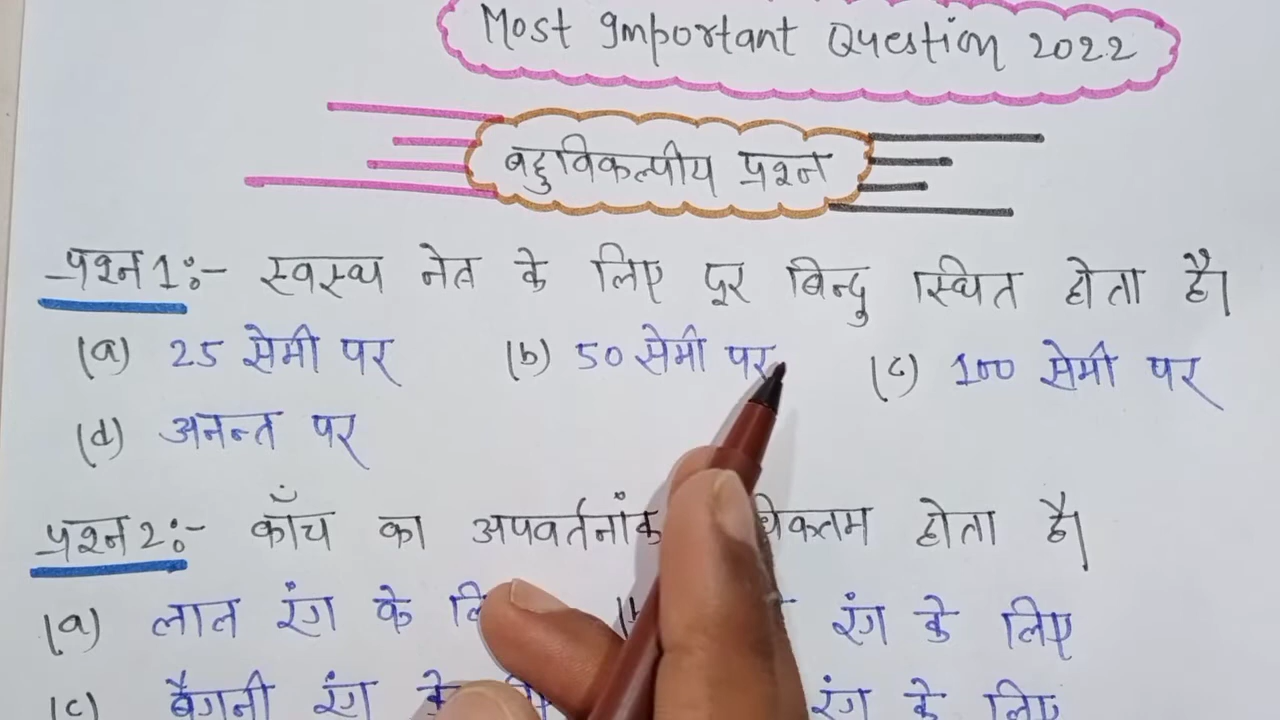 Most Important Question 2022
बहुविकल्पीय प्रश्न
प्रश्न 1:- स्वस्थ नेत्र के लिए दूर बिन्दु स्थित होता है।
(a) 25 सेमी पर (b) 50 सेमी पर (c) 100 सेमी पर
(d) अनन्त पर
प्रश्न 2:- काँच का अपवर्तनांक होता है।
(a) लाल रंग के रंग के लिए
(c) बैगनी रंग के रंग के लिए